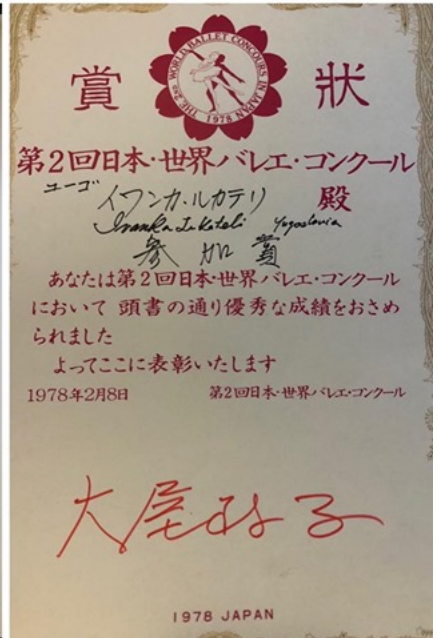 賞 狀
THE 2ND WORLD BALLET CONCOURS IN JAPAN
1978
第2回日本・世界バレエ・コンクール
ユーゴ イワンカ・ルカテリ 殿
Ivanka Lukateli Yugoslavia
参加賞
あなたは第2回日本・世界バレエ・コンクール
において 頭書の通り優秀な成績をおさめ
られました
よってここに表彰いたします
1978年2月8日 第2回日本・世界バレエ・コンクール
大屋政子
1978 JAPAN